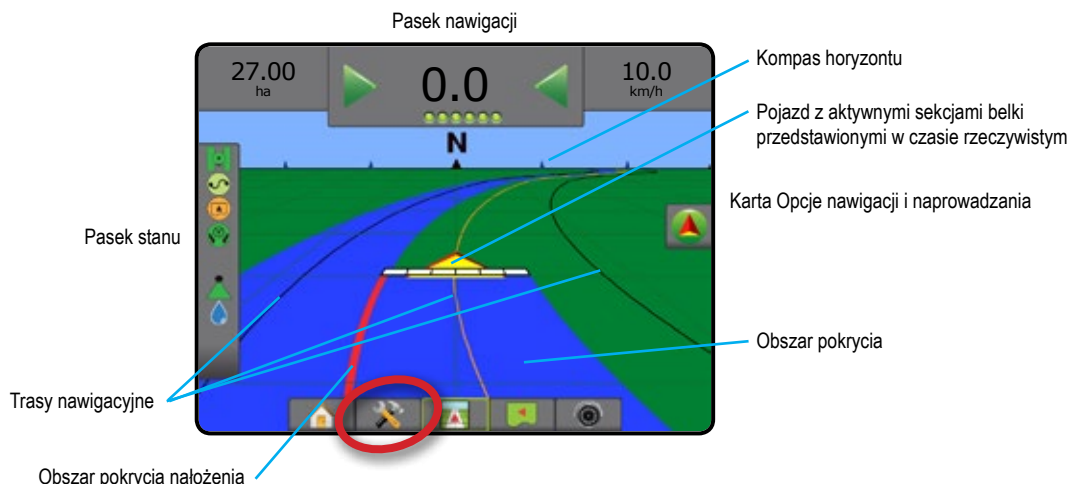 Pasek nawigacji
27.00
ha
0.0
10.0
km/h
N
Kompas horyzontu
Pojazd z aktywnymi sekcjami belki
przedstawionymi w czasie rzeczywistym
Karta Opcje nawigacji i naprowadzania
Pasek stanu
Obszar pokrycia
Trasy nawigacyjne
Obszar pokrycia nałożenia